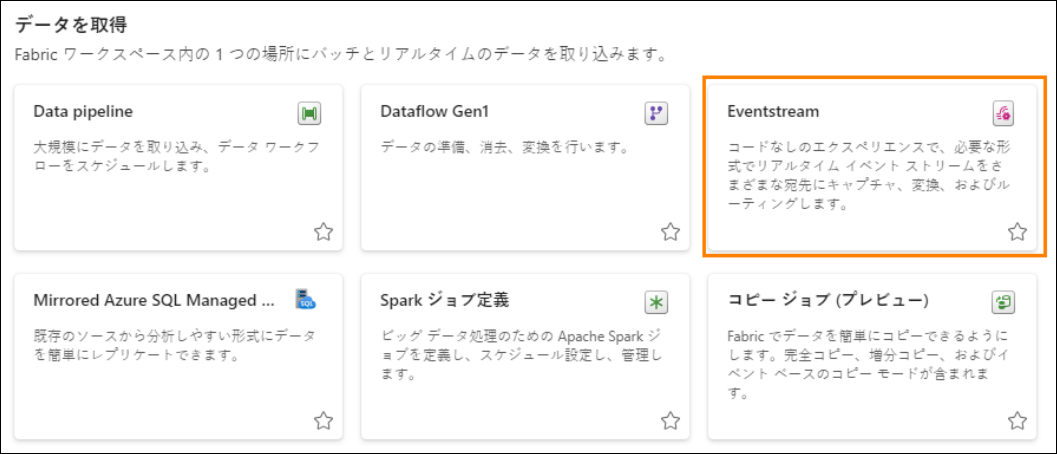 データを取得
Fabric ワークスペース内の 1 つの場所にバッチとリアルタイムのデータを取り込みます。
Data pipeline
大規模にデータを取り込み、データ ワークフ
ローをスケジュールします。
Dataflow Gen1
データの準備、消去、変換を行います。
Eventstream
コードなしのエクスペリエンスで、必要な形
式でリアルタイム イベント ストリームをさ
まざまな宛先にキャプチャ、変換、およびル
ーティングします。
Mirrored Azure SQL Managed ...
SQL
既存のソースから分析しやすい形式にデータ
を簡単にレプリケートできます。
Spark ジョブ定義
ビッグ データ処理のための Apache Spark ジ
ョブを定義し、スケジュール設定し、管理し
ます。
コピー ジョブ (プレビュー)
Fabric でデータを簡単にコピーできるように
します。完全コピー、増分コピー、およびイ
ベント ベースのコピー モードが含まれま
す。